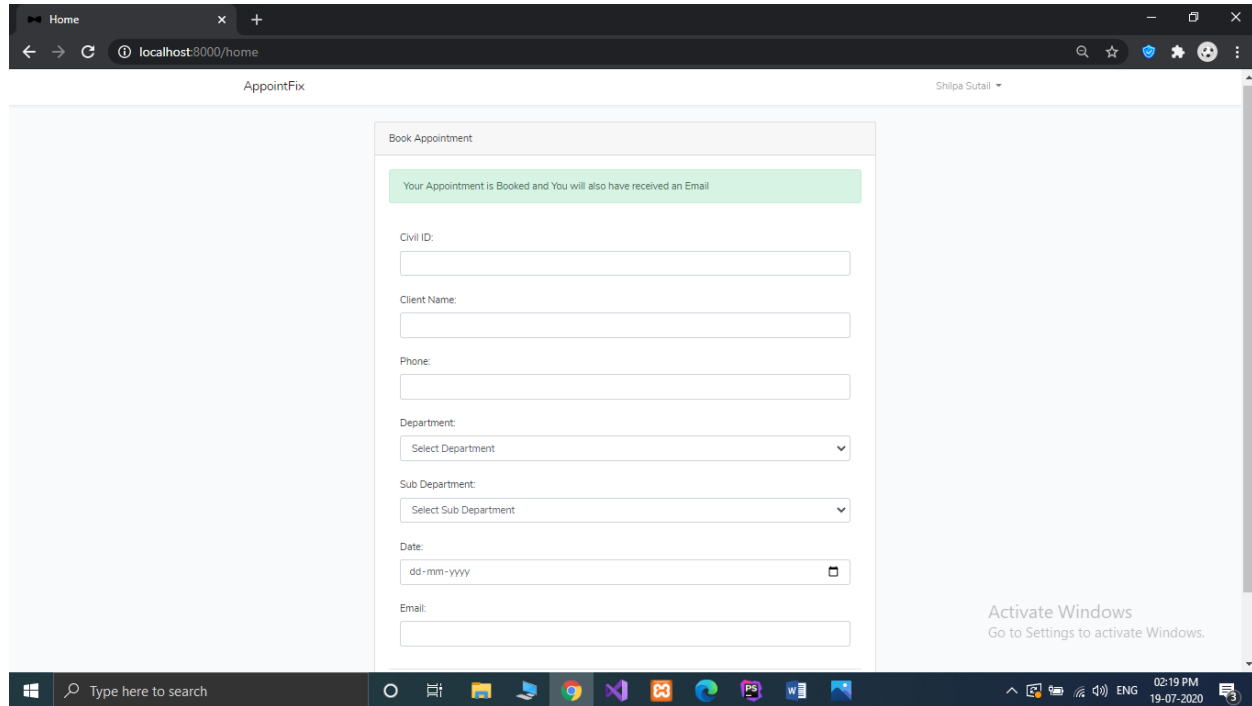 Home
localhost:8000/home
AppointFix
Shilpa Sutail
Book Appointment
Your Appointment is Booked and You will also have received an Email
Civil ID:
Client Name:
Phone:
Department:
Select Department
Sub Department:
Select Sub Department
Date:
dd-mm-yyyy
Email:
Activate Windows
Go to Settings to activate Windows.
Type here to search
PS
W
ENG
02:19 PM
19-07-2020
3